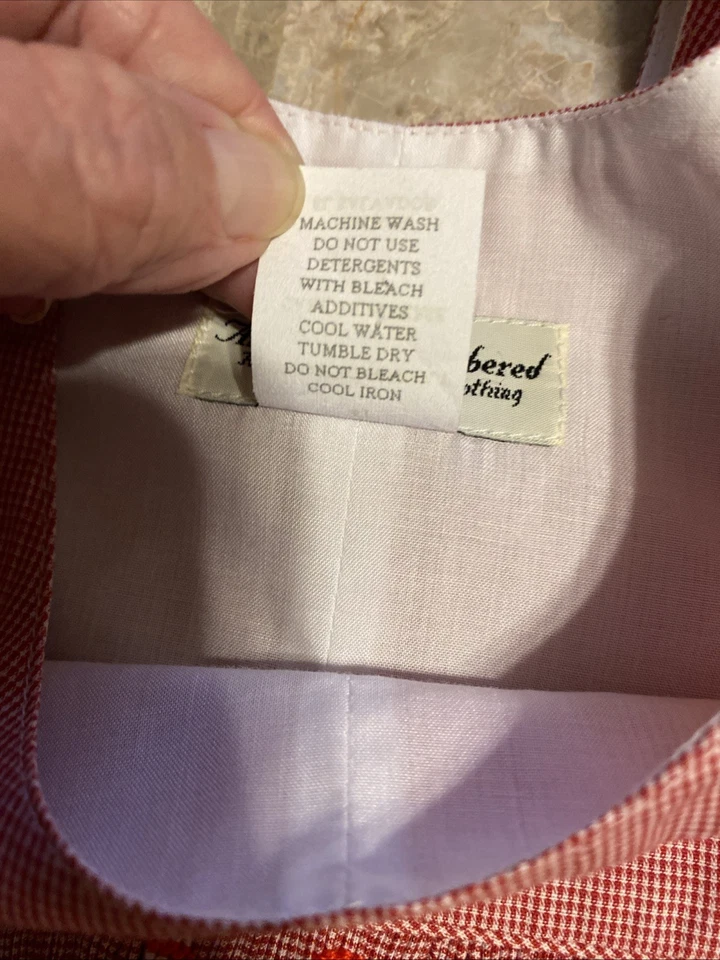 MACHINE WASH
DO NOT USE
DETERGENTS
WITH BLEACH
ADDITIVES
COOL WATER
TUMBLE DRY
DO NOT BLEACH
COOL IRON
bered
othing